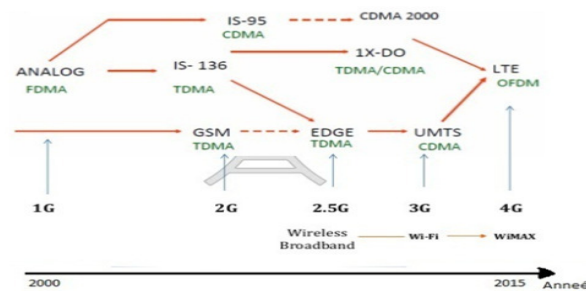 IS-95
CDMA
CDMA 2000
ANALOG
FDMA
IS- 136
TDMA
1X-DO
TDMA/CDMA
LTE
OFDM
GSM
TDMA
EDGE
TDMA
UMTS
CDMA
1G
2G
2.5G
3G
4G
Wireless
Broadband
Wi-Fi
WiMAX
2000
2015
Anneé